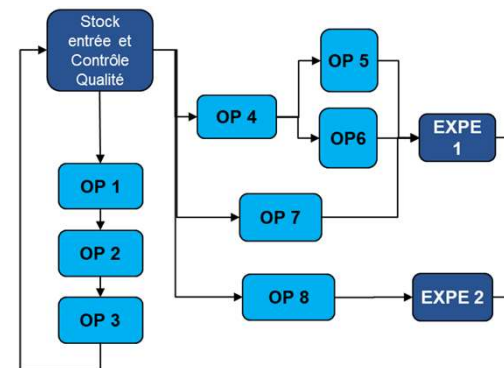 Stock
entrée et
Contrôle
Qualité
OP 5
OP 4
OP6
EXPE
1
OP 1
OP 7
OP 2
OP 8
EXPE 2
OP 3